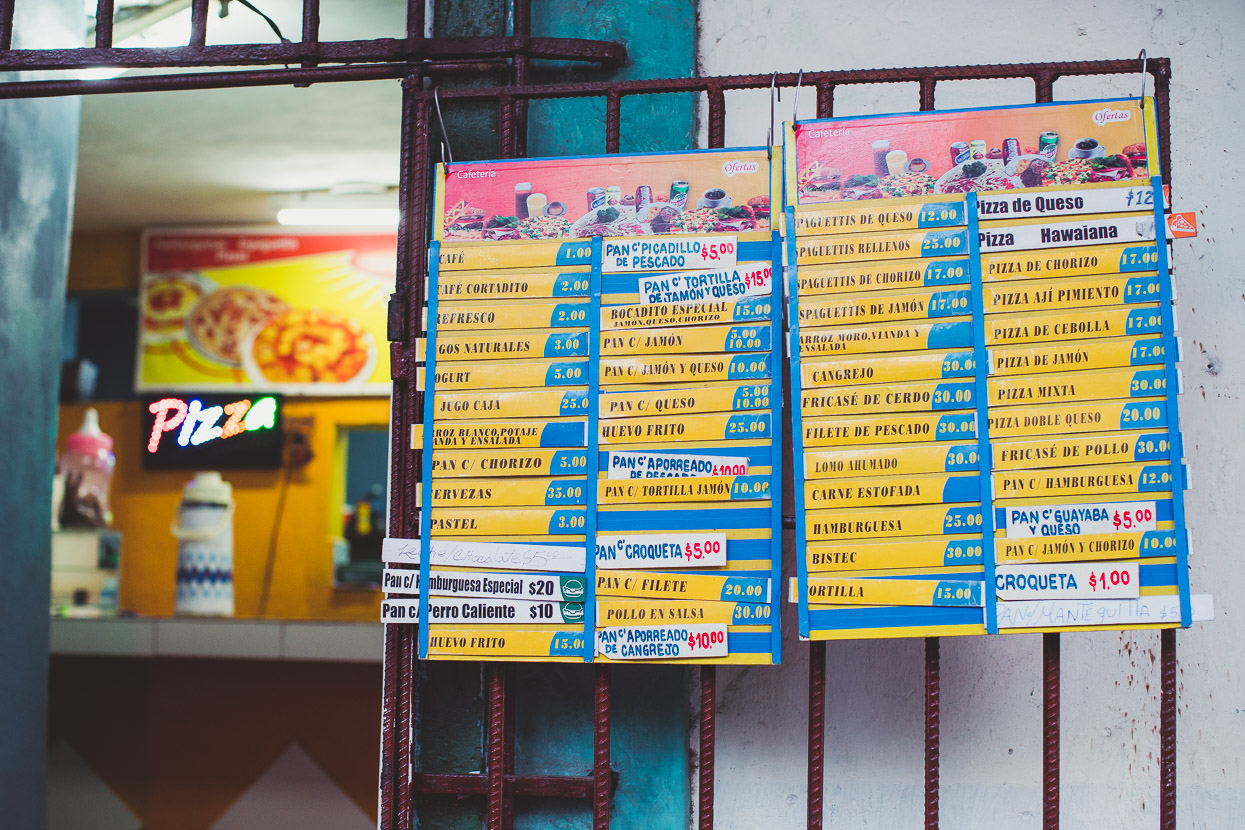 Pizza
Cafetería
Ofertas
CAFÉ 1.00
CAFÉ CORTADITO 2.00
REFRESCO 2.00
GOS NATURALES 3.00
OGURT 5.00
JUGO CAJA 25.0
ROZ BLANCO,POTAJE
ANDA Y ENSALADA
PAN C/ CHORIZO 5.00
ERVEZAS 35.00
PASTEL 3.00
Leche/Chocolate $5.00
Pan c/ Hamburguesa Especial $20
Pan c/ Perro Caliente $10
HUEVO FRITO 15.00
PAN C' PICADILLO $5.00
DE PESCADO
PAN C' TORTILLA $15.00
DE JAMÓN Y QUESO
BOCADITO ESPECIAL 15.00
JAMÓN,QUESO,CHORIZO
PAN C/ JAMÓN 5.00
10.00
PAN C/ JAMÓN Y QUESO 10.00
PAN C/ QUESO 5.00
10.00
HUEVO FRITO 25.00
PAN C' APORREADO $10.00
DE PESCADO
PAN C/ TORTILLA JAMÓN 10.00
PAN C' CROQUETA $5.00
PAN C/ FILETE 20.00
POLLO EN SALSA 30.00
PAN C' APORREADO $10.00
DE CANGREJO
Cafetería
Ofertas
SPAGUETTIS DE QUESO 12.00
SPAGUETTIS RELLENOS 25.00
SPAGUETTIS DE CHORIZO 17.00
SPAGUETTIS DE JAMÓN 17.00
ARROZ MORO,VIANDA Y
ENSALADA
CANGREJO 30.00
FRICASÉ DE CERDO 30.00
FILETE DE PESCADO 30.00
LOMO AHUMADO 30.00
CARNE ESTOFADA
HAMBURGUESA 25.00
BISTEC 30.00
TORTILLA 15.00
Pizza de Queso $12
Pizza Hawaiana
PIZZA DE CHORIZO 17.00
PIZZA AJÍ PIMIENTO 17.00
PIZZA DE CEBOLLA 17.00
PIZZA DE JAMÓN 17.00
PIZZA MIXTA 30.00
PIZZA DOBLE QUESO 20.00
FRICASÉ DE POLLO 30.00
PAN C/ HAMBURGUESA 12.00
PAN C/ GUAYABA $5.00
Y QUESO
PAN C/ JAMÓN Y CHORIZO 10.0
CROQUETA $1.00
PAN/MANTEQUILLA $5